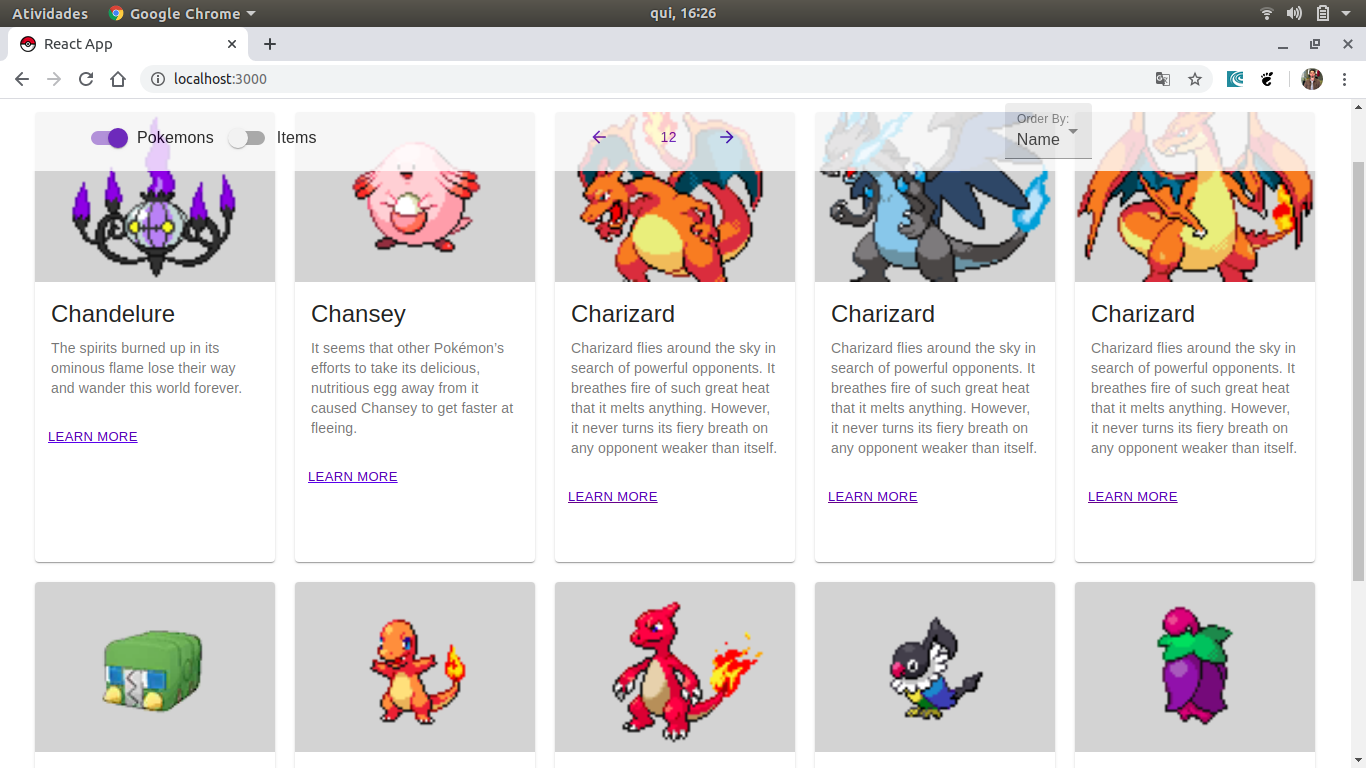 Atividades
Google Chrome
qui, 16:26
React App
localhost:3000
Pokemons
Items
12
Order By:
Name
Chandelure
The spirits burned up in its
ominous flame lose their way
and wander this world forever.
LEARN MORE
Chansey
It seems that other Pokémon’s
efforts to take its delicious,
nutritious egg away from it
caused Chansey to get faster at
fleeing.
LEARN MORE
Charizard
Charizard flies around the sky in
search of powerful opponents. It
breathes fire of such great heat
that it melts anything. However,
it never turns its fiery breath on
any opponent weaker than itself.
LEARN MORE
Charizard
Charizard flies around the sky in
search of powerful opponents. It
breathes fire of such great heat
that it melts anything. However,
it never turns its fiery breath on
any opponent weaker than itself.
LEARN MORE
Charizard
Charizard flies around the sky in
search of powerful opponents. It
breathes fire of such great heat
that it melts anything. However,
it never turns its fiery breath on
any opponent weaker than itself.
LEARN MORE